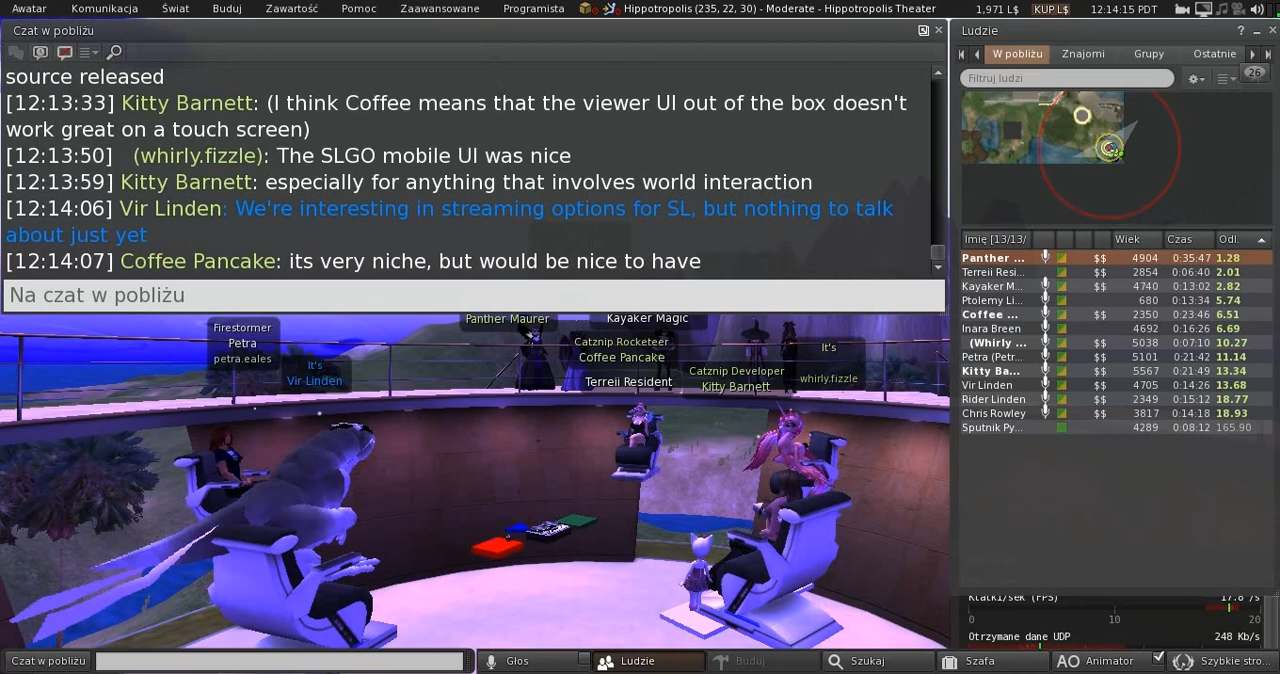 Awatar Komunikacja Świat Buduj Zawartość Pomoc Zaawansowane Programista Hippotropolis (235, 22, 30) - Moderate - Hippotropolis Theater 1,971 L$ KUP L$ 12:14:15 PDT
Czat w pobliżu
source released
[12:13:33] Kitty Barnett: (I think Coffee means that the viewer UI out of the box doesn't
work great on a touch screen)
[12:13:50] (whirly.fizzle): The SLGO mobile UI was nice
[12:13:59] Kitty Barnett: especially for anything that involves world interaction
[12:14:06] Vir Linden: We're interesting in streaming options for SL, but nothing to talk
about just yet
[12:14:07] Coffee Pancake: its very niche, but would be nice to have
Na czat w pobliżu
Panther Maurer
Kayaker Magic
Firestormer
Petra
petra.eales
It's
Vir Linden
Catznip Rocketeer
Coffee Pancake
Terreii Resident
Catznip Developer
Kitty Barnett
It's
whirly.fizzle
Ludzie
W pobliżu Znajomi Grupy Ostatnie
Filtruj ludzi
26
Imię [13/13/ Wiek Czas Odl.
Panther ... $$ 4904 0:35:47 1.28
Terreii Resi... $$ 2854 0:06:40 2.01
Kayaker M... $$ 4740 0:13:02 2.82
Ptolemy Li... 680 0:13:34 5.74
Coffee ... $$ 2350 0:23:46 6.51
Inara Breen 4692 0:16:26 6.69
(Whirly ... $$ 5038 0:07:10 10.27
Petra (Petr... $$ 5101 0:21:42 11.14
Kitty Ba... $$ 5567 0:21:49 13.34
Vir Linden $$ 4705 0:14:26 13.68
Rider Linden $$ 2349 0:15:12 18.77
Chris Rowley $$ 3817 0:14:18 18.93
Sputnik Py... 4289 0:08:12 165.90
Klatki/sek (FPS) 17.8 /s
0 10 20
Otrzymane dane UDP 248 Kb/s
Czat w pobliżu Głos Ludzie Buduj Szukaj Szafa AO Animator Szybkie stro...